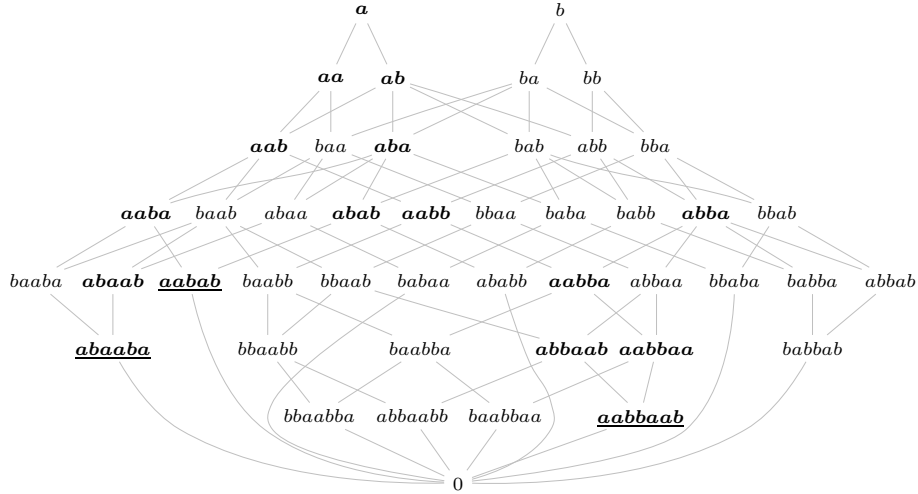 a b
aa ab ba bb
aab baa aba bab abb bba
aaba baab abaa abab aabb bbaa baba babb abba bbab
baaba abaab aabab baabb bbaab babaa ababb aabba abbaa bbaba babba abbab
abaaba bbaabb baabba abbaab aabbaa babbab
bbaabba abbaabb baabbaa aabbaab
0